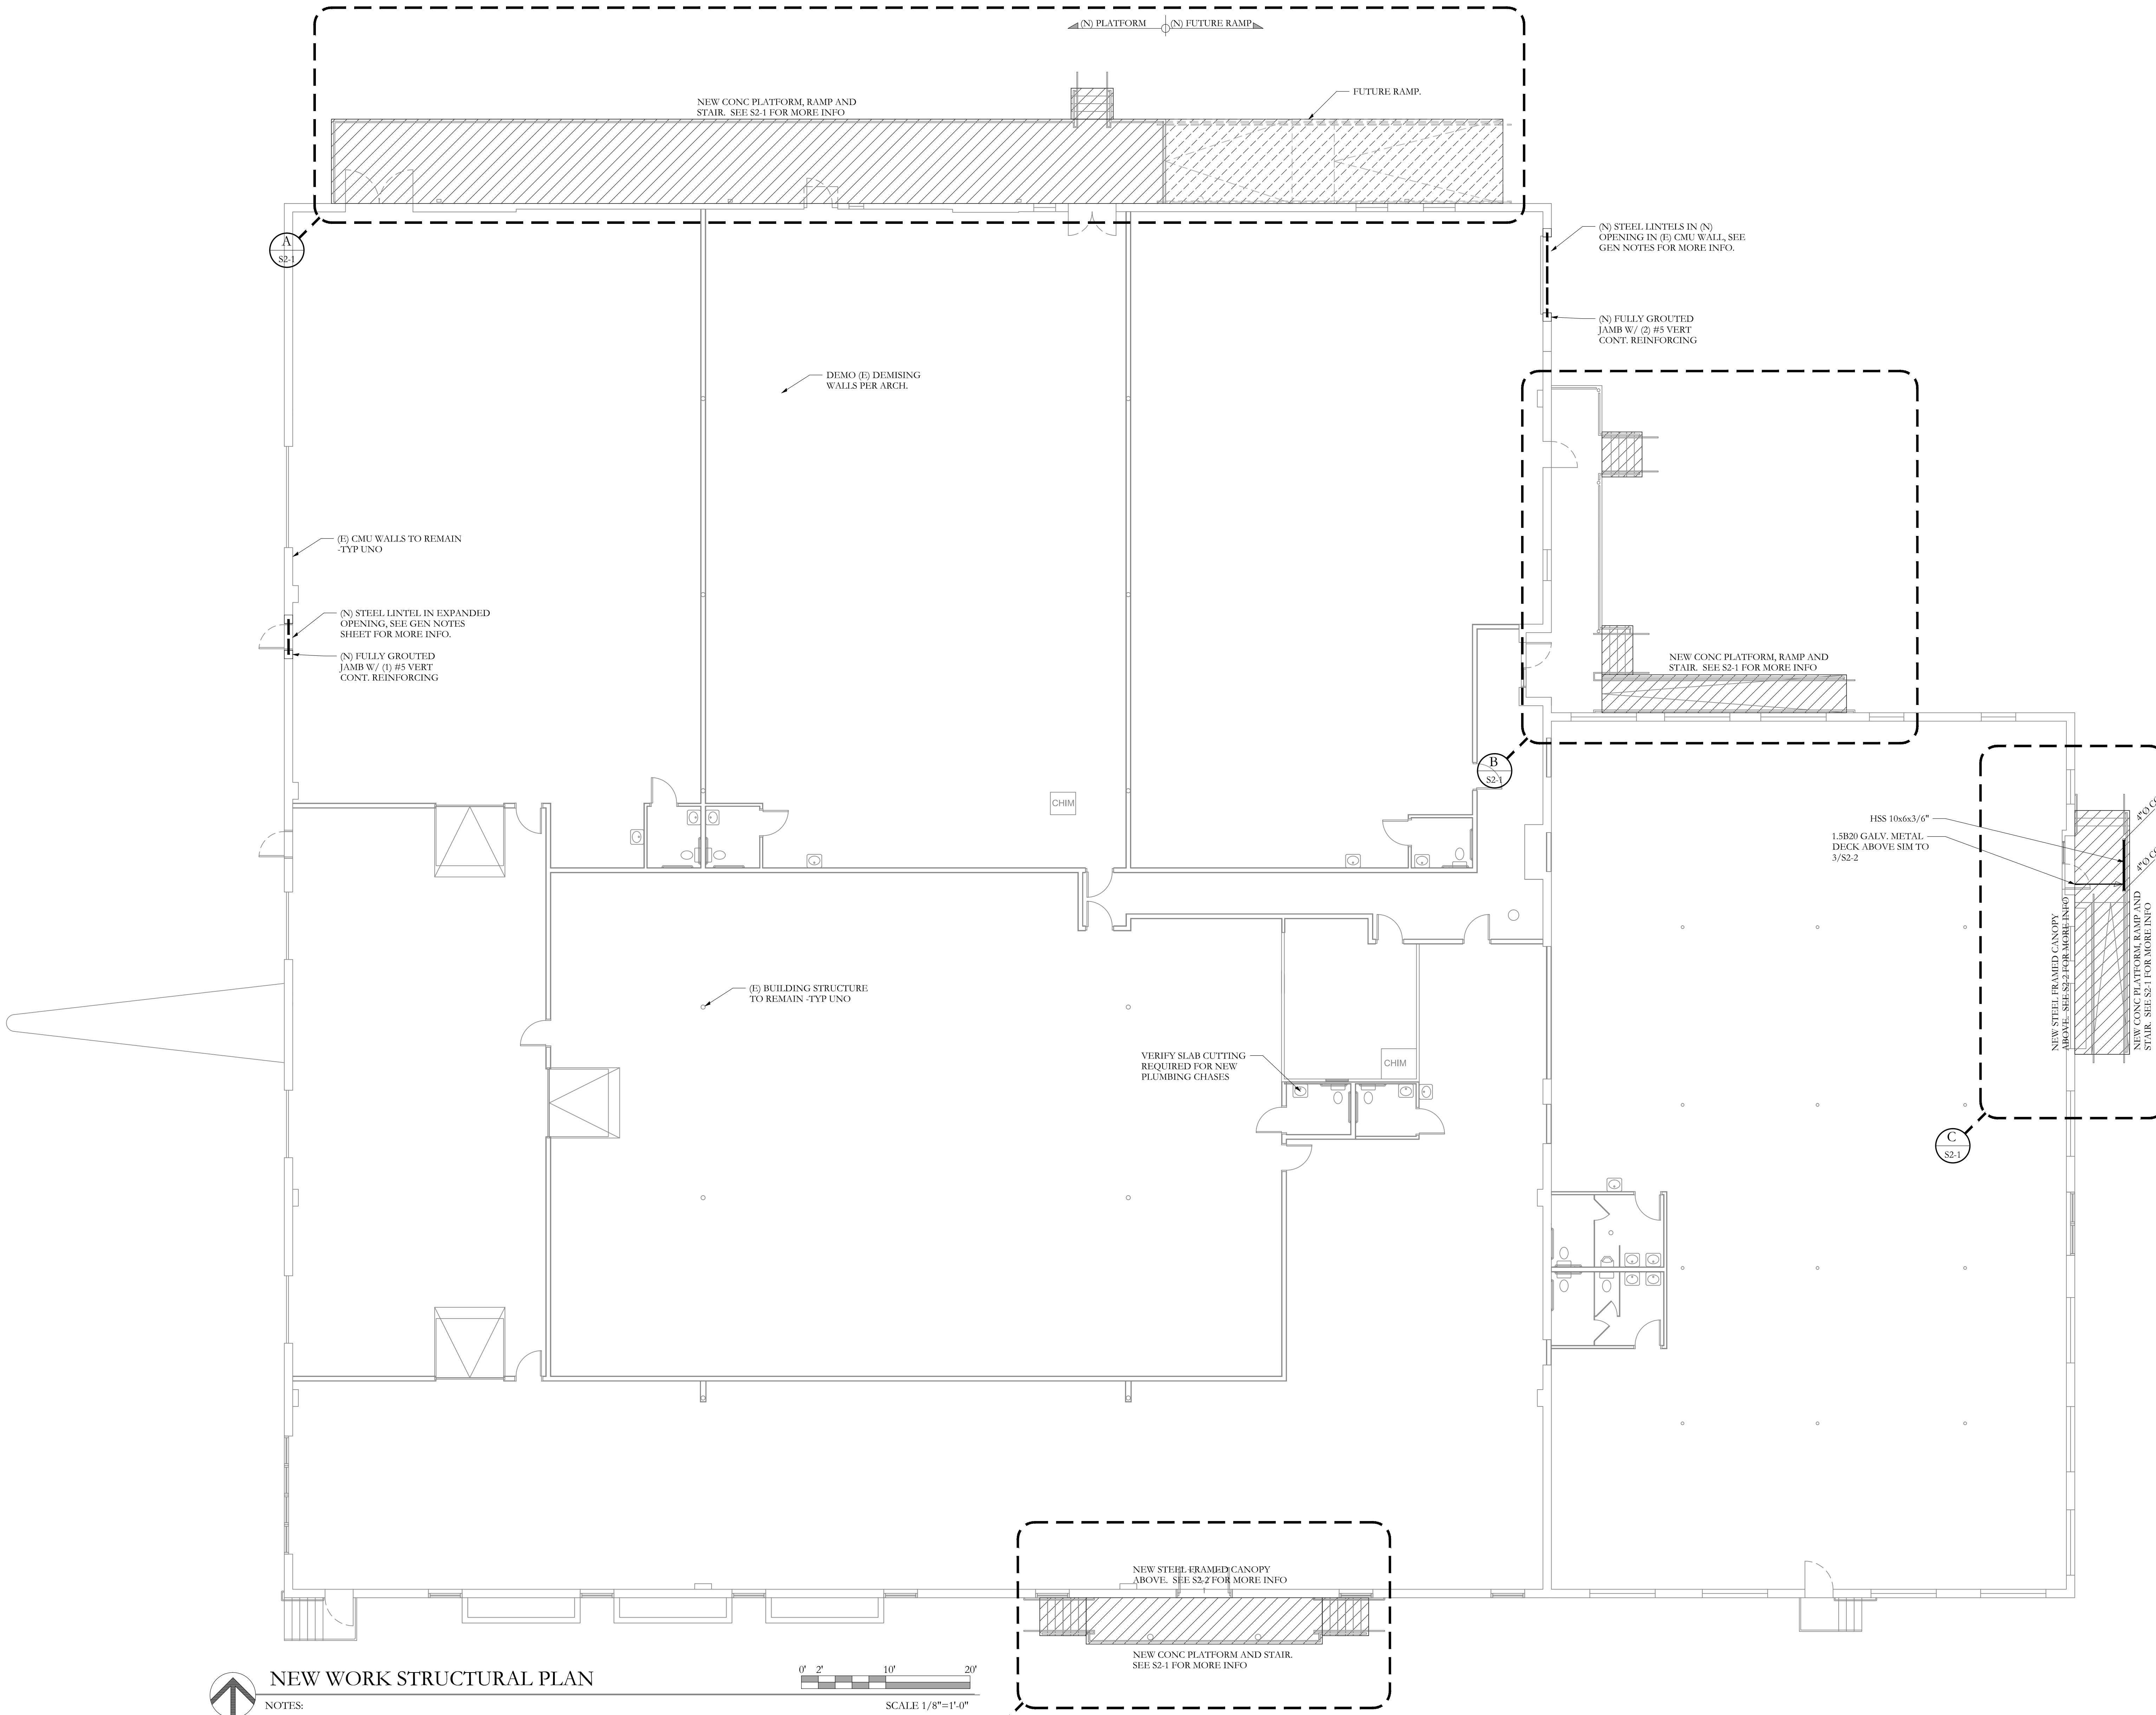 (N) PLATFORM
(N) FUTURE RAMP
NEW CONC PLATFORM, RAMP AND
STAIR.  SEE S2-1 FOR MORE INFO
FUTURE RAMP.
A
S2-1
(N) STEEL LINTELS IN (N)
OPENING IN (E) CMU WALL, SEE
GEN NOTES FOR MORE INFO.
(N) FULLY GROUTED
JAMB W/ (2) #5 VERT
CONT. REINFORCING
DEMO (E) DEMISING
WALLS PER ARCH.
(E) CMU WALLS TO REMAIN
-TYP UNO
(N) STEEL LINTEL IN EXPANDED
OPENING, SEE GEN NOTES
SHEET FOR MORE INFO.
(N) FULLY GROUTED
JAMB W/ (1) #5 VERT
CONT. REINFORCING
NEW CONC PLATFORM, RAMP AND
STAIR.  SEE S2-1 FOR MORE INFO
B
S2-1
CHIM
HSS 10x6x3/6"
1.5B20 GALV. METAL
DECK ABOVE SIM TO
3/S2-2
4"Ø
4"Ø
NEW STEEL FRAMED CANOPY
ABOVE.  SEE S2-2 FOR MORE INFO
NEW CONC PLATFORM, RAMP AND
STAIR.  SEE S2-1 FOR MORE INFO
(E) BUILDING STRUCTURE
TO REMAIN -TYP UNO
VERIFY SLAB CUTTING
REQUIRED FOR NEW
PLUMBING CHASES
CHIM
C
S2-1
NEW STEEL FRAMED CANOPY
ABOVE.  SEE S2-2 FOR MORE INFO
NEW CONC PLATFORM AND STAIR.
SEE S2-1 FOR MORE INFO
NEW WORK STRUCTURAL PLAN
0' 2' 10' 20'
NOTES:
SCALE 1/8"=1'-0"